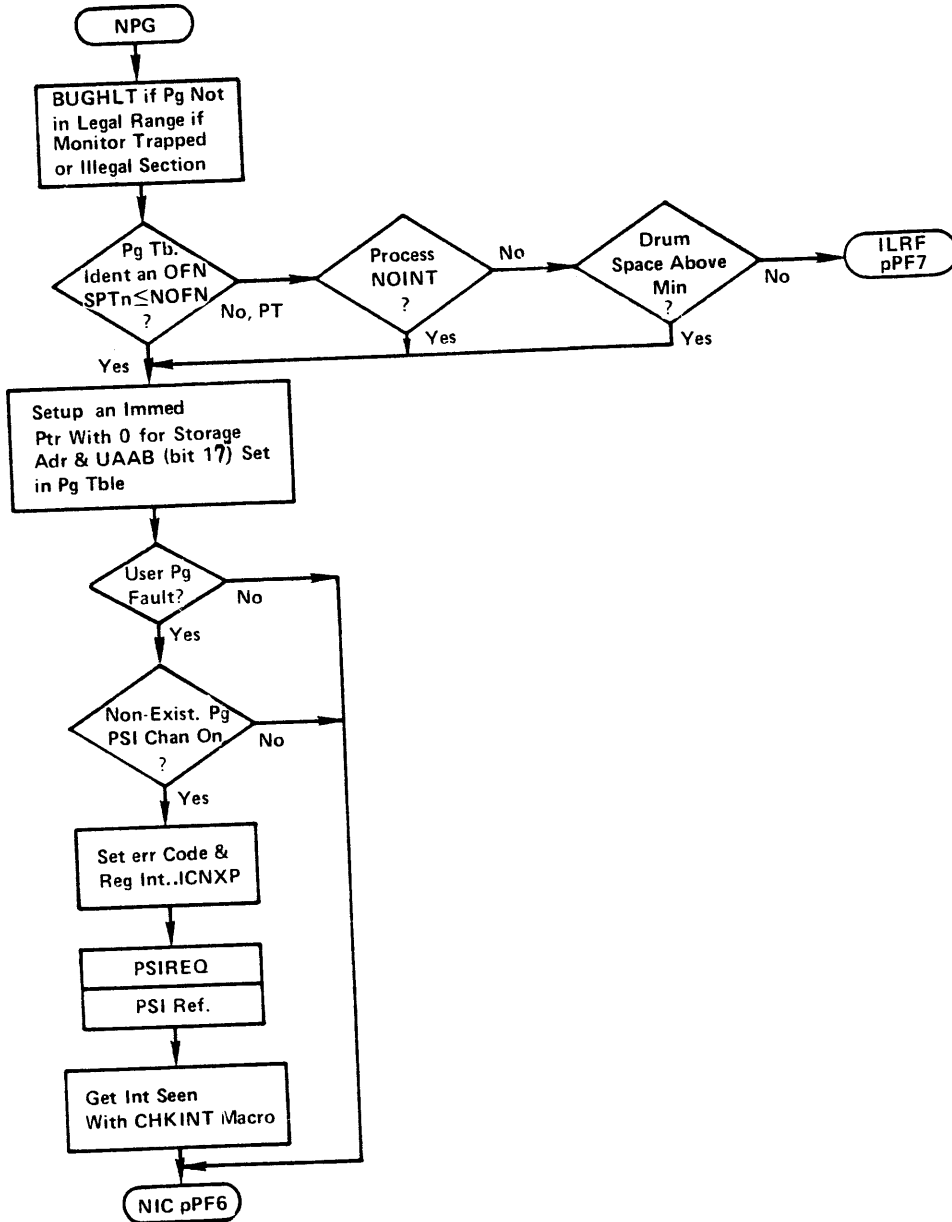 NPG
BUGHLT if Pg Not
in Legal Range if
Monitor Trapped
or Illegal Section
Pg Tb.
Ident an OFN
SPTn≤NOFN
?
No, PT
Yes
Process
NOINT
?
No
Yes
Drum
Space Above
Min
?
No
Yes
ILRF
pPF7
Setup an Immed
Ptr With 0 for Storage
Adr & UAAB (bit 17) Set
in Pg Tble
User Pg
Fault?
No
Yes
Non-Exist. Pg
PSI Chan On
?
No
Yes
Set err Code &
Reg Int..ICNXP
PSIREQ
PSI Ref.
Get Int Seen
With CHKINT Macro
NIC pPF6